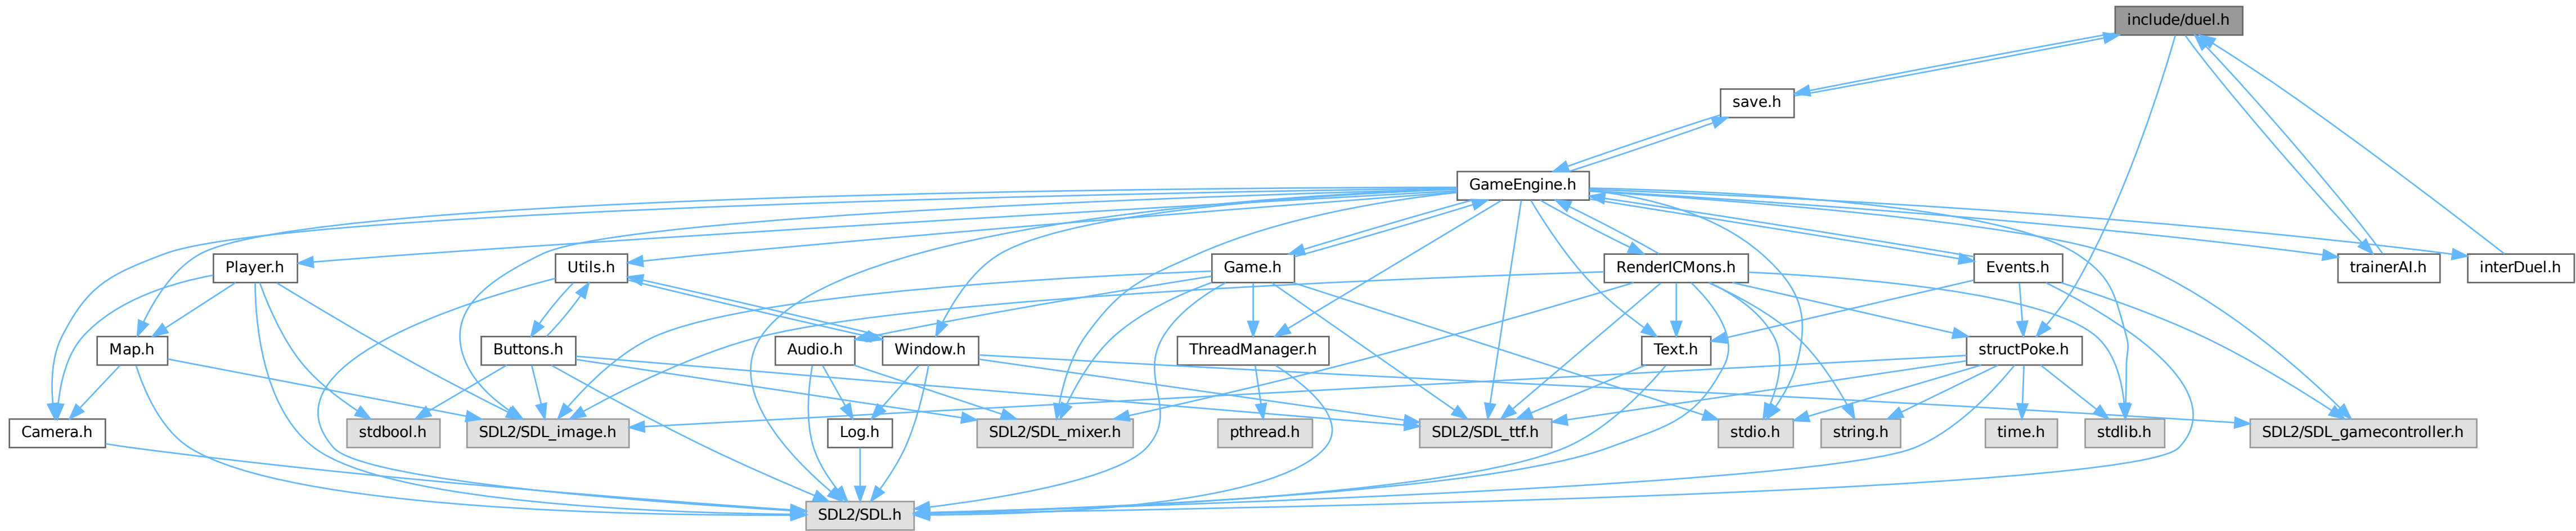 include/duel.h
save.h
GameEngine.h
Player.h
Utils.h
Game.h
RenderICMons.h
Events.h
trainerAI.h
interDuel.h
Map.h
Buttons.h
Audio.h
Window.h
ThreadManager.h
Text.h
structPoke.h
Camera.h
stdbool.h
SDL2/SDL_image.h
Log.h
SDL2/SDL_mixer.h
pthread.h
SDL2/SDL_ttf.h
stdio.h
string.h
time.h
stdlib.h
SDL2/SDL_gamecontroller.h
SDL2/SDL.h